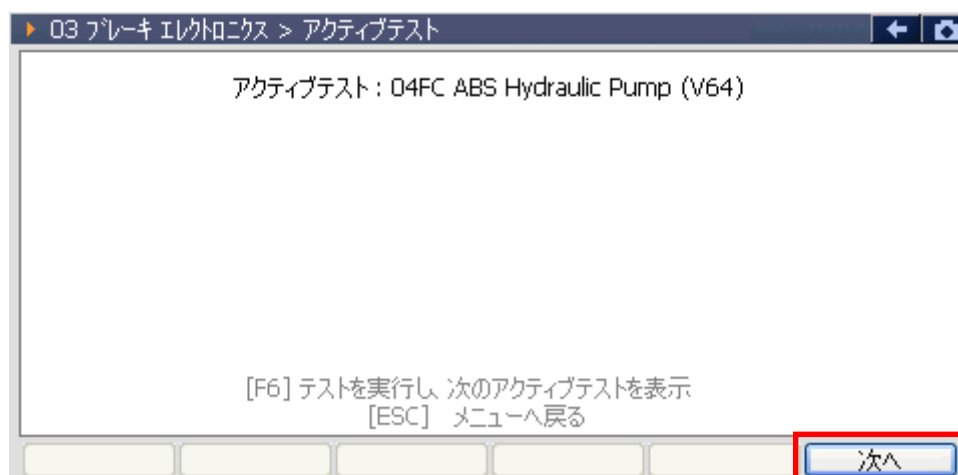 03 ブレーキ エレクトロニクス > アクティブテスト
アクティブテスト : 04FC ABS Hydraulic Pump (V64)
[F6] テストを実行し、次のアクティブテストを表示
[ESC] メニューへ戻る
次へ